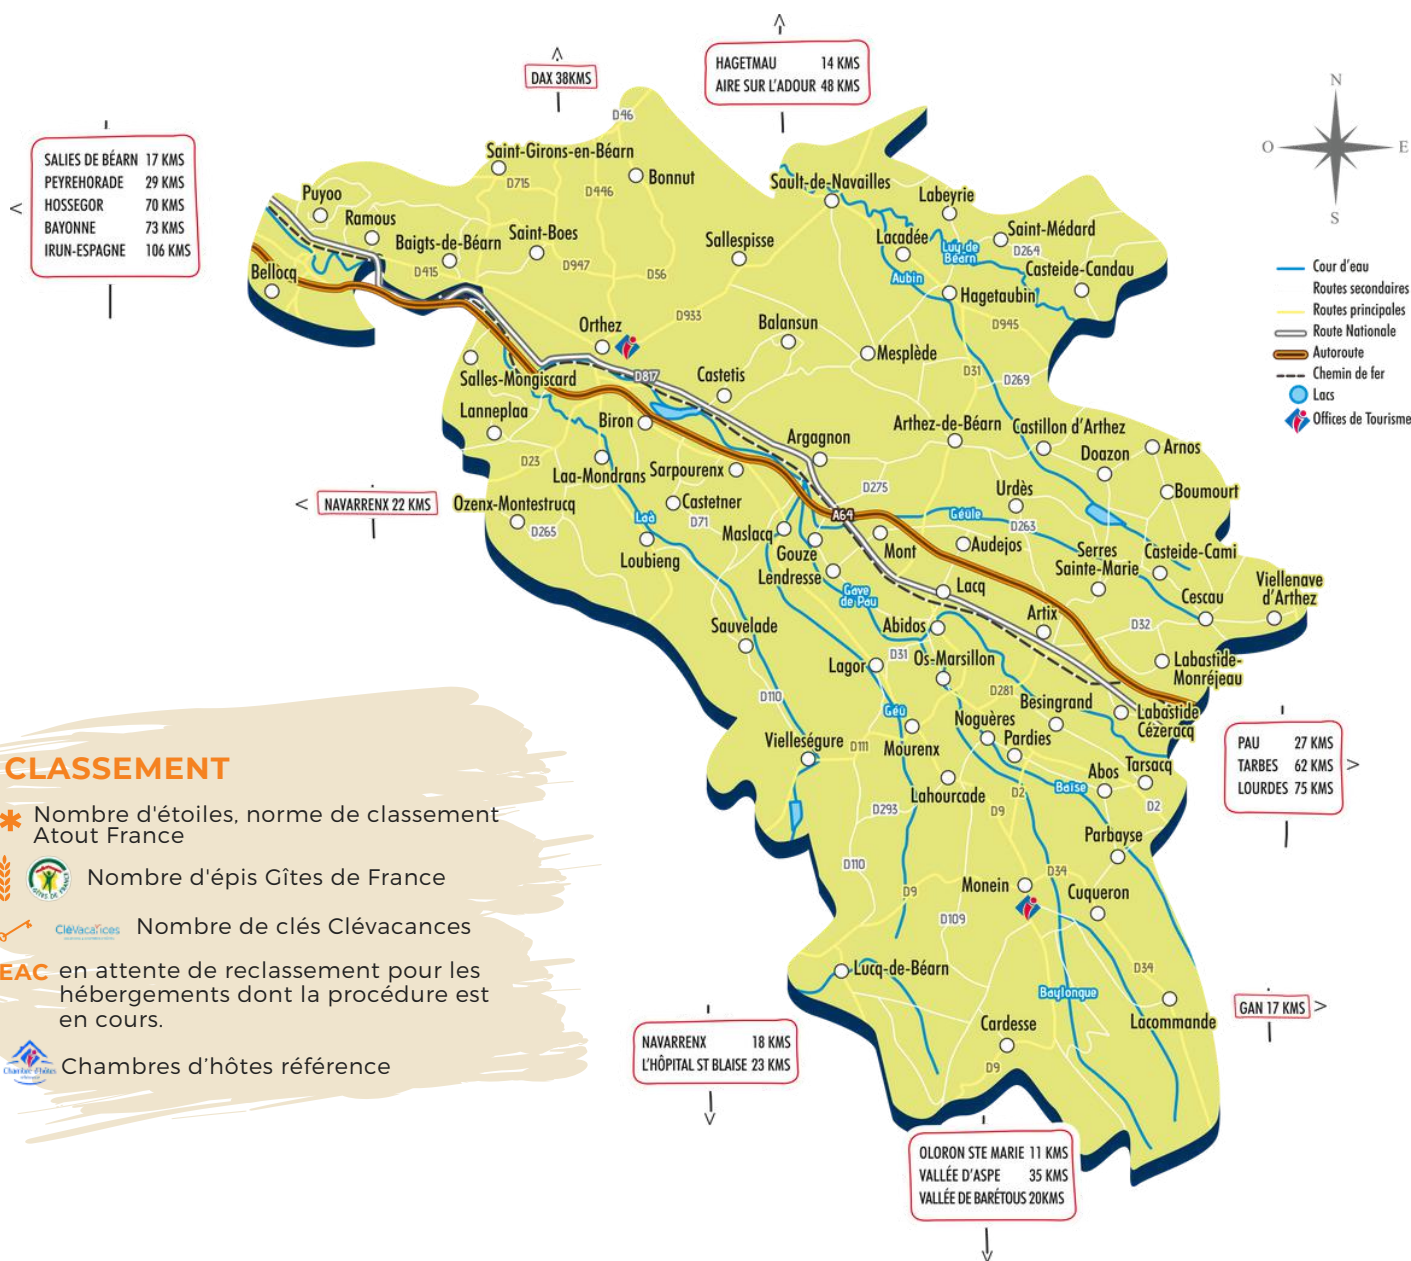 HAGETMAU 14 KMS
AIRE SUR L'ADOUR 48 KMS
DAX 38KMS
SALIES DE BÉARN 17 KMS
PEYREHORADE 29 KMS
HOSSEGOR 70 KMS
BAYONNE 73 KMS
IRUN-ESPAGNE 106 KMS
N
O
E
S
Cour d'eau
Routes secondaires
Routes principales
Route Nationale
Autoroute
Chemin de fer
Lacs
Offices de Tourisme
D46
Saint-Girons-en-Béarn
D715
D446
Bonnut
Sault-de-Navailles
Labeyrie
Puyoo
Ramous
Baigts-de-Béarn
Saint-Boes
Sallespisse
Lacadée
Luy de
Béarn
Saint-Médard
D264
Casteide-Candau
Bellocq
D415
D947
D56
Aubin
Hagetaubin
D945
Orthez
D933
Balansun
Mesplède
D31
D269
Salles-Mongiscard
D817
Castetis
Lanneplaa
Biron
Argagnon
Arthez-de-Béarn
Castillon d'Arthez
Arnos
Doazon
D23
Laa-Mondrans
Sarpourenx
D275
Urdès
Boumourt
NAVARRENX 22 KMS
Ozenx-Montestrucq
Castetner
Laà
D71
D265
A64
Géüle
D263
Maslacq
Gouze
Mont
Audejos
Serres
Sainte-Marie
Casteide-Cami
Loubieng
Lendresse
Gave
de Pau
Lacq
Viellenave
d'Arthez
Cescau
Sauvelade
Abidos
Artix
D32
Lagor
D31
Os-Marsillon
Labastide-
Monréjeau
D110
D281
Besingrand
Géü
Noguères
Labastide
Cézeracq
Vielleségure
D111
Mourenx
Pardies
Abos
Tarsacq
Lahourcade
D2
Baïse
D2
D293
D9
Parbayse
D110
D34
D9
Monein
Cuqueron
D109
Lucq-de-Béarn
D34
Baylongue
Lacommande
Cardesse
D9
PAU 27 KMS
TARBES 62 KMS
LOURDES 75 KMS
GAN 17 KMS
NAVARRENX 18 KMS
L'HÔPITAL ST BLAISE 23 KMS
OLORON STE MARIE 11 KMS
VALLÉE D'ASPE 35 KMS
VALLÉE DE BARÉTOUS 20KMS
CLASSEMENT
Nombre d'étoiles, norme de classement
Atout France
GÎTES DE FRANCE
Nombre d'épis Gîtes de France
CléVacances
Nombre de clés Clévacances
EAC en attente de reclassement pour les
hébergements dont la procédure est
en cours.
Chambre d'hôtes
Chambres d'hôtes référence